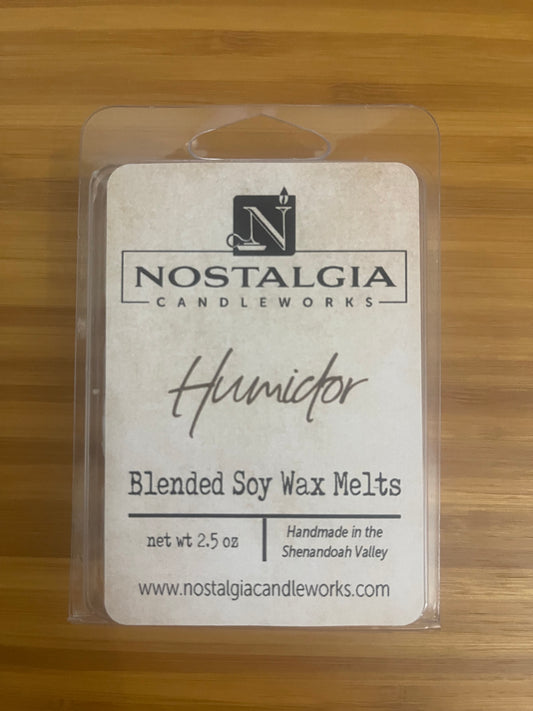 N
NOSTALGIA
CANDLEWORKS
Humidor
Blended Soy Wax Melts
net wt 2.5 oz
Handmade in the
Shenandoah Valley
www.nostalgiacandleworks.com